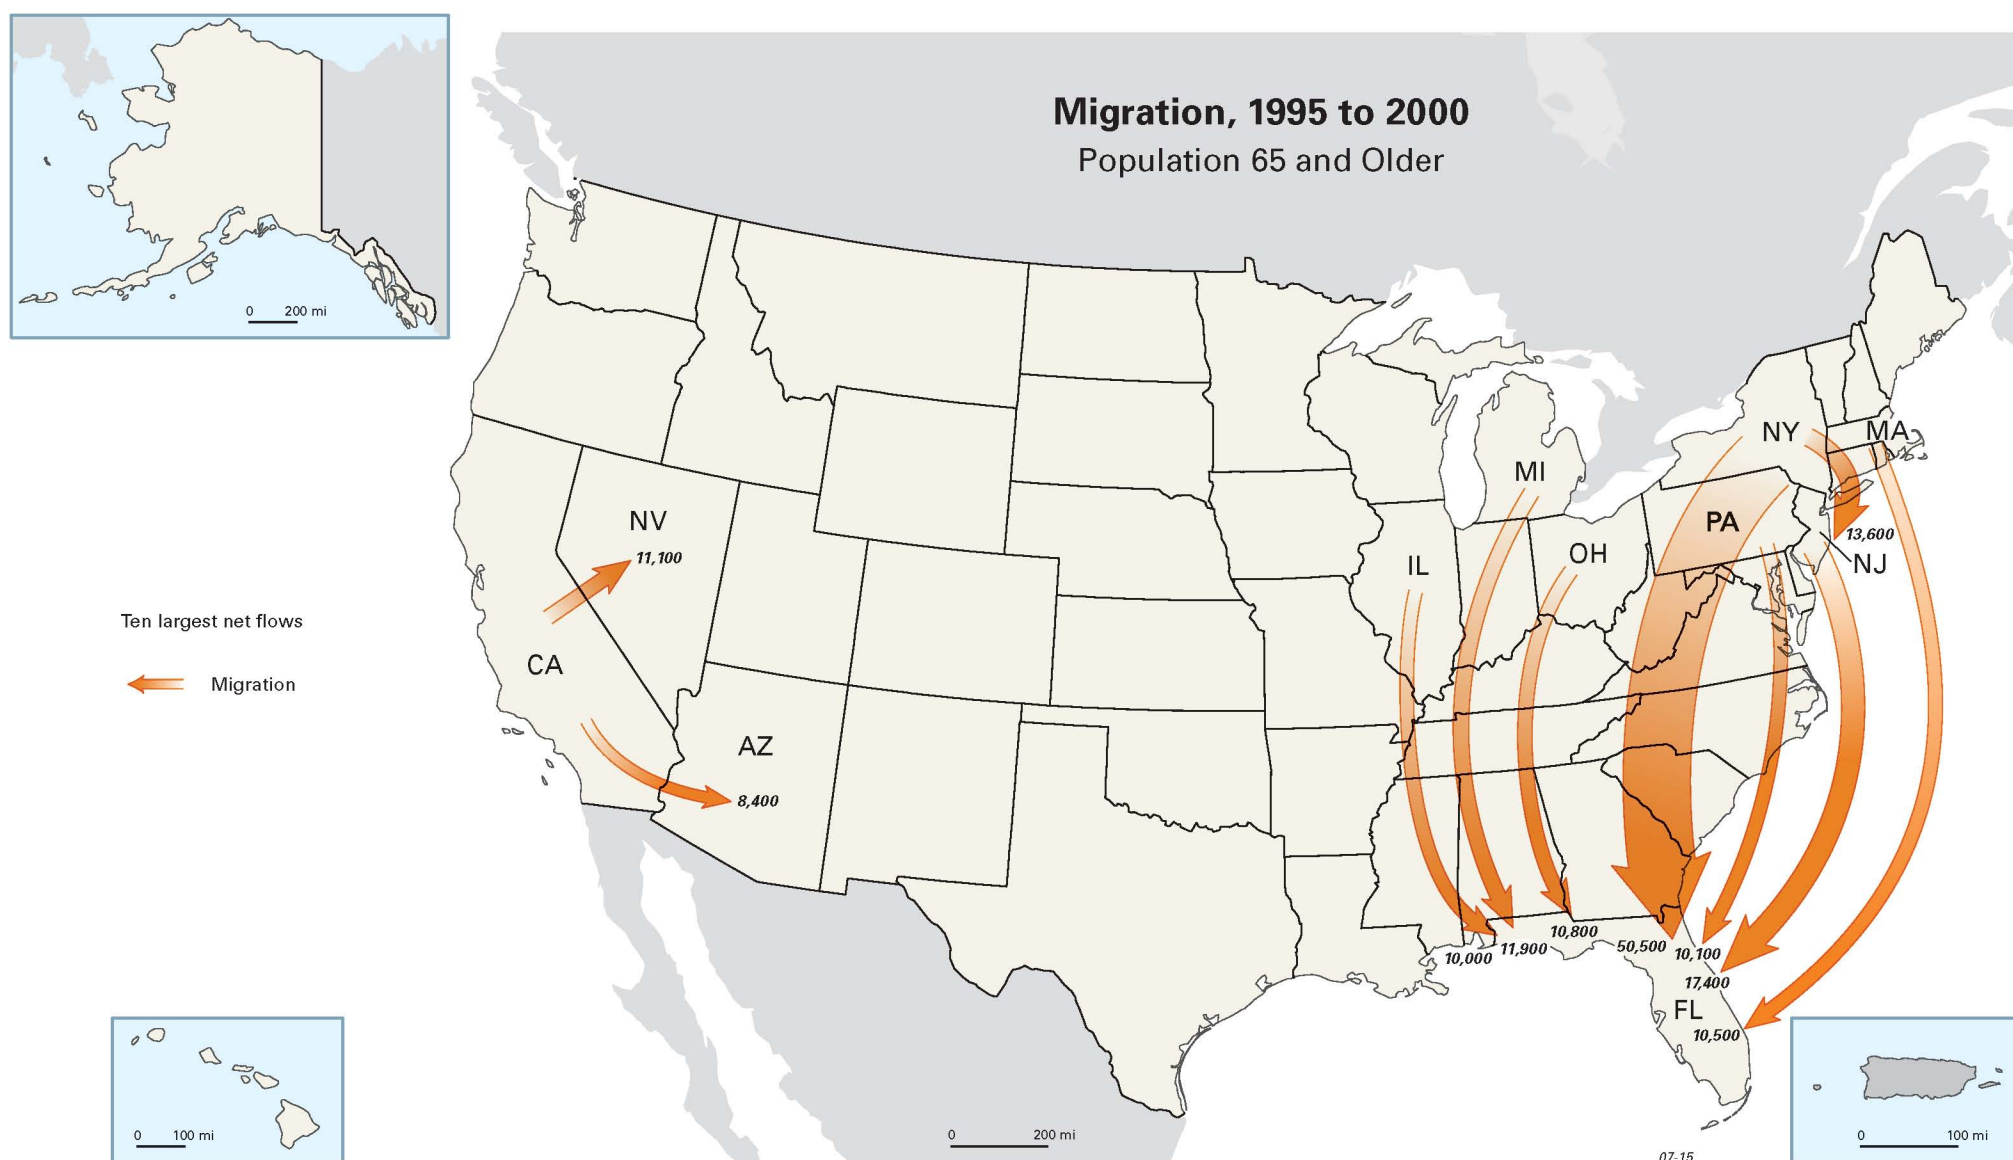 Migration, 1995 to 2000
Population 65 and Older
0 200 mi
NY
MA
MI
NV
PA
11,100
13,600
OH
NJ
IL
Ten largest net flows
Migration
CA
AZ
8,400
10,800
50,500
10,100
11,900
10,000
17,400
FL
10,500
0 100 mi
0 200 mi
0 100 mi
07-15